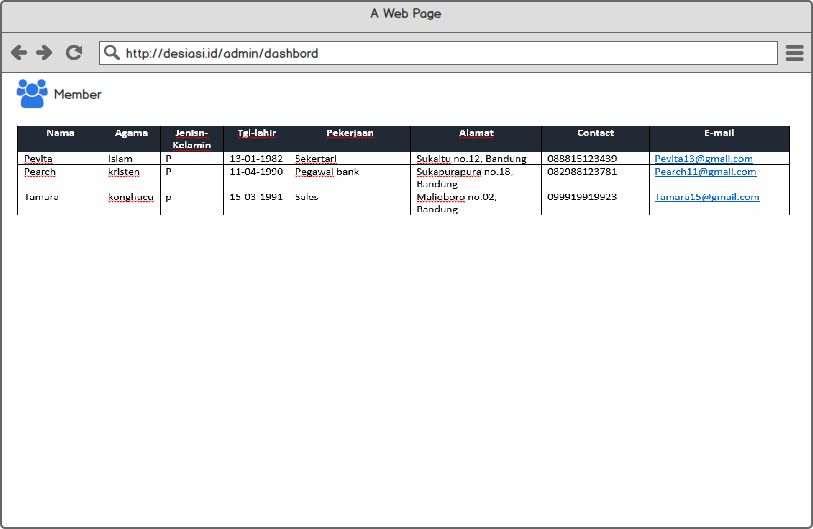 A Web Page
http://desiasi.id/admin/dashbord
Member
Nama Agama Jenisn-Kelamin Tgl-lahir Pekerjaan Alamat Contact E-mail
Pevita islam P 13-01-1982 Sekertari Sukaitu no.12, Bandung 088815123439 Pevita13@gmail.com
Pearch kristen P 11-04-1990 Pegawai bank Sukapurapura no.18, Bandung 082988123781 Pearch11@gmail.com
Tamara konghucu p 15-03-1991 Sales Malioboro no.02, Bandung 099919919923 Tamara15@gmail.com